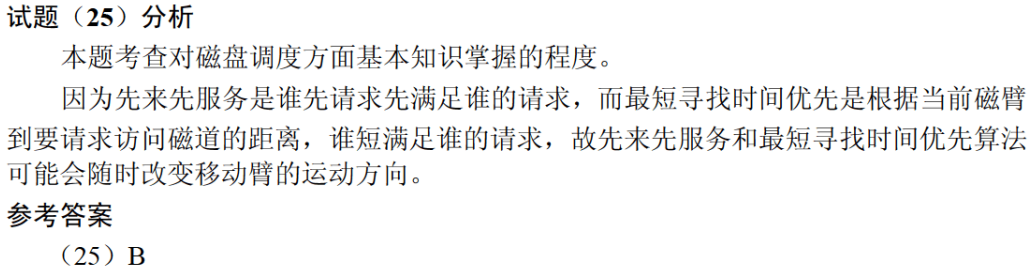 试题（25）分析
本题考查对磁盘调度方面基本知识掌握的程度。
因为先来先服务是谁先请求先满足谁的请求，而最短寻找时间优先是根据当前磁臂
到要请求访问磁道的距离，谁短满足谁的请求，故先来先服务和最短寻找时间优先算法
可能会随时改变移动臂的运动方向。
参考答案
（25）B